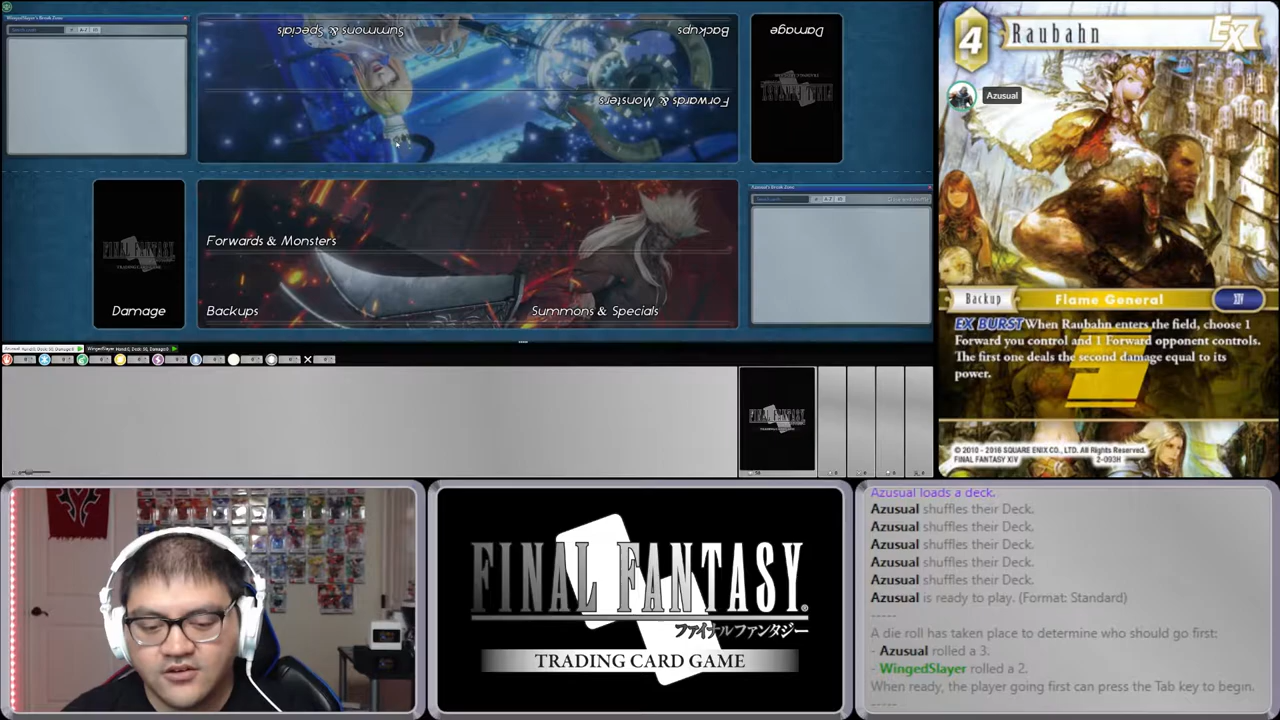 WingedSlayer's Break Zone
Summons & Specials
Backups
Damage
Forwards & Monsters
Forwards & Monsters
Damage
Backups
Summons & Specials
Azusual's Break Zone
4
Raubahn
EX
Azusual
Backup
Flame General
XIV
EX BURST When Raubahn enters the field, choose 1
Forward you control and 1 Forward opponent controls.
The first one deals the second damage equal to its
power.
© 2010 - 2016 SQUARE ENIX CO., LTD. All Rights Reserved.
FINAL FANTASY XIV
2-093H
FINAL FANTASY
ファイナルファンタジー
TRADING CARD GAME
Azusual loads a deck.
Azusual shuffles their Deck.
Azusual shuffles their Deck.
Azusual shuffles their Deck.
Azusual shuffles their Deck.
Azusual shuffles their Deck.
Azusual is ready to play. (Format: Standard)
-----
A die roll has taken place to determine who should go first:
- Azusual rolled a 3.
- WingedSlayer rolled a 2.
When ready, the player going first can press the Tab key to begin.
-----